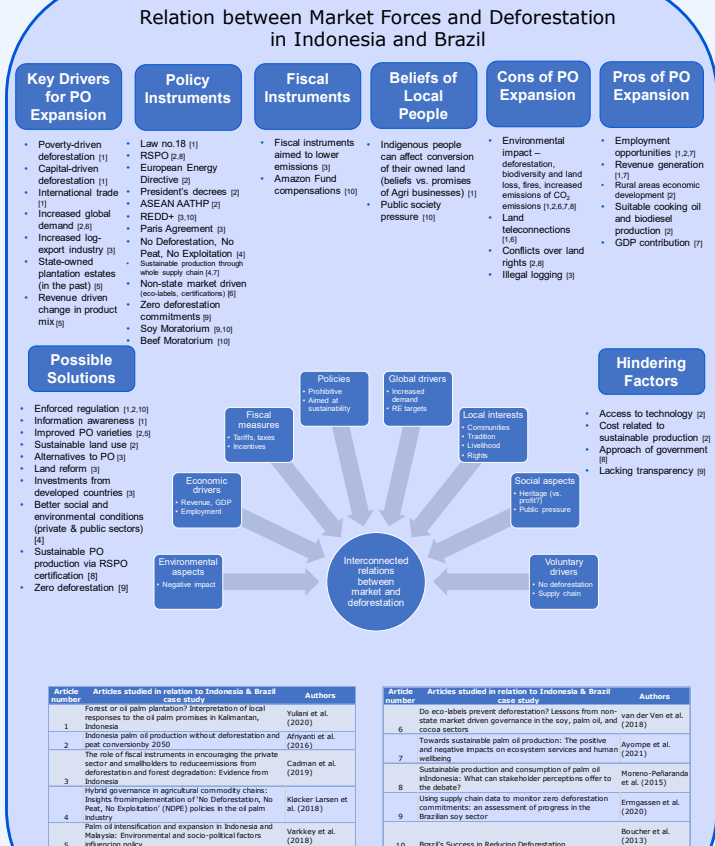 Relation between Market Forces and Deforestation
in Indonesia and Brazil
Key Drivers
for PO
Expansion
• Poverty-driven
deforestation [1]
• Capital-driven
deforestation [1]
• International trade
[1]
• Increased global
demand [2,6]
• Increased log-
export industry [3]
• State-owned
plantation estates
(in the past) [5]
• Revenue driven
change in product
mix [5]
Policy
Instruments
• Law no.18 [1]
• RSPO [2,8]
• European Energy
Directive [2]
• President's decrees [2]
• ASEAN AATHP [2]
• REDD+ [3,10]
• Paris Agreement [3]
• No Deforestation, No
Peat, No Exploitation [4]
• Sustainable production through
whole supply chain [4,7]
• Non-state market driven
(eco-labels, certifications) [6]
• Zero deforestation
commitments [9]
• Soy Moratorium [9,10]
• Beef Moratorium [10]
Fiscal
Instruments
• Fiscal instruments
aimed to lower
emissions [3]
• Amazon Fund
compensations [10]
Beliefs of
Local
People
• Indigenous people
can affect conversion
of their owned land
(beliefs vs. promises
of Agri businesses) [1]
• Public society
pressure [10]
Cons of PO
Expansion
• Environmental
impact –
deforestation,
biodiversity and land
loss, fires, increased
emissions of CO2
emissions [1,2,6,7,8]
• Land
teleconnections
[1,6]
• Conflicts over land
rights [2,8]
• Illegal logging [3]
Pros of PO
Expansion
• Employment
opportunities [1,2,7]
• Revenue generation
[1,7]
• Rural areas economic
development [2]
• Suitable cooking oil
and biodiesel
production [2]
• GDP contribution [7]
Possible
Solutions
• Enforced regulation [1,2,10]
• Information awareness [1]
• Improved PO varieties [2,5]
• Sustainable land use [2]
• Alternatives to PO [3]
• Land reform [3]
• Investments from
developed countries [3]
• Better social and
environmental conditions
(private & public sectors)
[4]
• Sustainable PO
production via RSPO
certification [8]
• Zero deforestation [9]
Environmental
aspects
• Negative impact
Economic
drivers
• Revenue, GDP
• Employment
Fiscal
measures
• Tariffs, taxes
• Incentives
Policies
• Prohibitive
• Aimed at
sustainability
Global drivers
• Increased
demand
• RE targets
Local interests
• Communities
• Tradition
• Livelihood
• Rights
Social aspects
• Heritage (vs.
profit?)
• Public pressure
Voluntary
drivers
• No deforestation
• Supply chain
Interconnected
relations
between
market and
deforestation
Hindering
Factors
• Access to technology [2]
• Cost related to
sustainable production [2]
• Approach of government
[8]
• Lacking transparency [9]
Article number Articles studied in relation to Indonesia & Brazil case study Authors
1 Forest or oil palm plantation? Interpretation of local responses to the oil palm promises in Kalimantan, Indonesia Yuliani et al. (2020)
2 Indonesia palm oil production without deforestation and peat conversionby 2050 Afriyanti et al. (2016)
3 The role of fiscal instruments in encouraging the private sector and smallholders to reduceemissions from deforestation and forest degradation: Evidence from Indonesia Cadman et al. (2019)
4 Hybrid governance in agricultural commodity chains: Insights fromimplementation of 'No Deforestation, No Peat, No Exploitation' (NDPE) policies in the oil palm industry Klacker Larsen et al. (2018)
5 Palm oil intensification and expansion in Indonesia and Malaysia: Environmental and socio-political factors influencing policy Varkkey et al. (2018)
Article number Articles studied in relation to Indonesia & Brazil case study Authors
6 Do eco-labels prevent deforestation? Lessons from non-state market driven governance in the soy, palm oil, and cocoa sectors van der Ven et al. (2018)
7 Towards sustainable palm oil production: The positive and negative impacts on ecosystem services and human wellbeing Ayompe et al. (2021)
8 Sustainable production and consumption of palm oil inIndonesia: What can stakeholder perceptions offer to the debate? Moreno-Peñaranda et al. (2015)
9 Using supply chain data to monitor zero deforestation commitments: an assessment of progress in the Brazilian soy sector Ermgassen et al. (2020)
10 Brazil's Success in Reducing Deforestation Boucher et al. (2013)